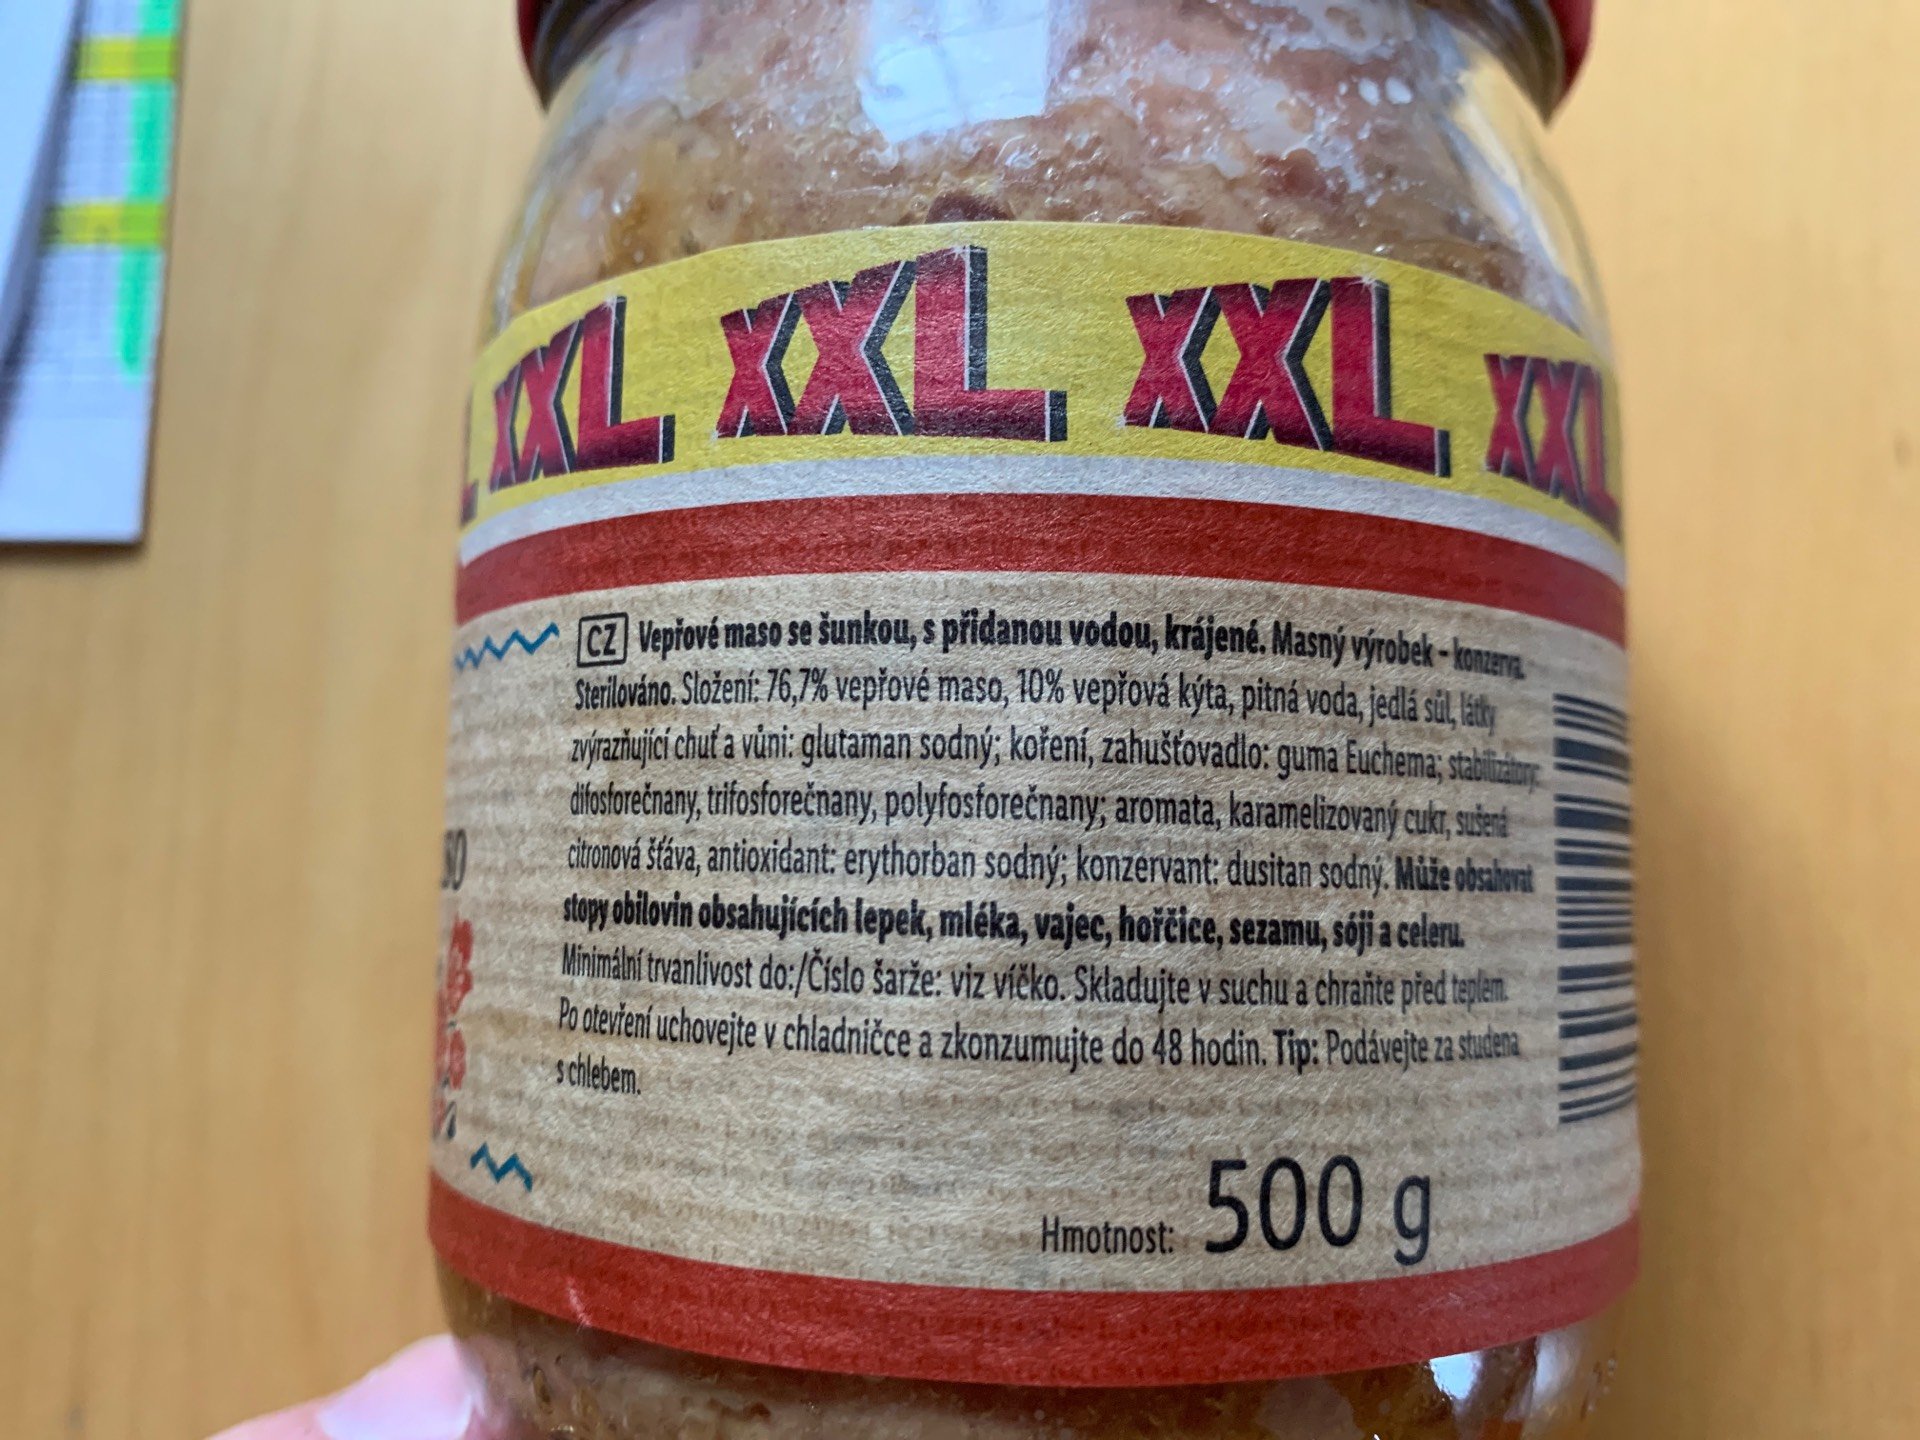 XXL XXL XXL XXL
CZ Vepřové maso se šunkou, s přidanou vodou, krájené. Masný výrobek - konzerva.
Sterilováno. Složení: 76,7% vepřové maso, 10% vepřová kýta, pitná voda, jedlá sůl, látky
zvýrazňující chuť a vůni: glutaman sodný; koření, zahušťovadlo: guma Euchema; stabilizátory:
difosforečnany, trifosforečnany, polyfosforečnany; aromata, karamelizovaný cukr, sušená
citronová šťáva, antioxidant: erythorban sodný; konzervant: dusitan sodný. Může obsahovat
stopy obilovin obsahujících lepek, mléka, vajec, hořčice, sezamu, sóji a celeru.
Minimální trvanlivost do:/Číslo šarže: viz víčko. Skladujte v suchu a chraňte před teplem.
Po otevření uchovejte v chladničce a zkonzumujte do 48 hodin. Tip: Podávejte za studena
s chlebem.
Hmotnost: 500 g